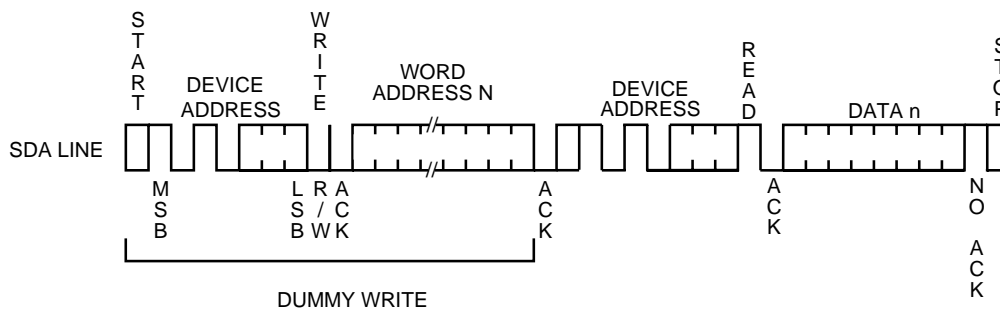 START
WRITE
READ
DEVICE
ADDRESS
WORD
ADDRESS N
DEVICE
ADDRESS
DATA n
SDA LINE
MSB
LSB
R/W
ACK
ACK
ACK
NO ACK
DUMMY WRITE